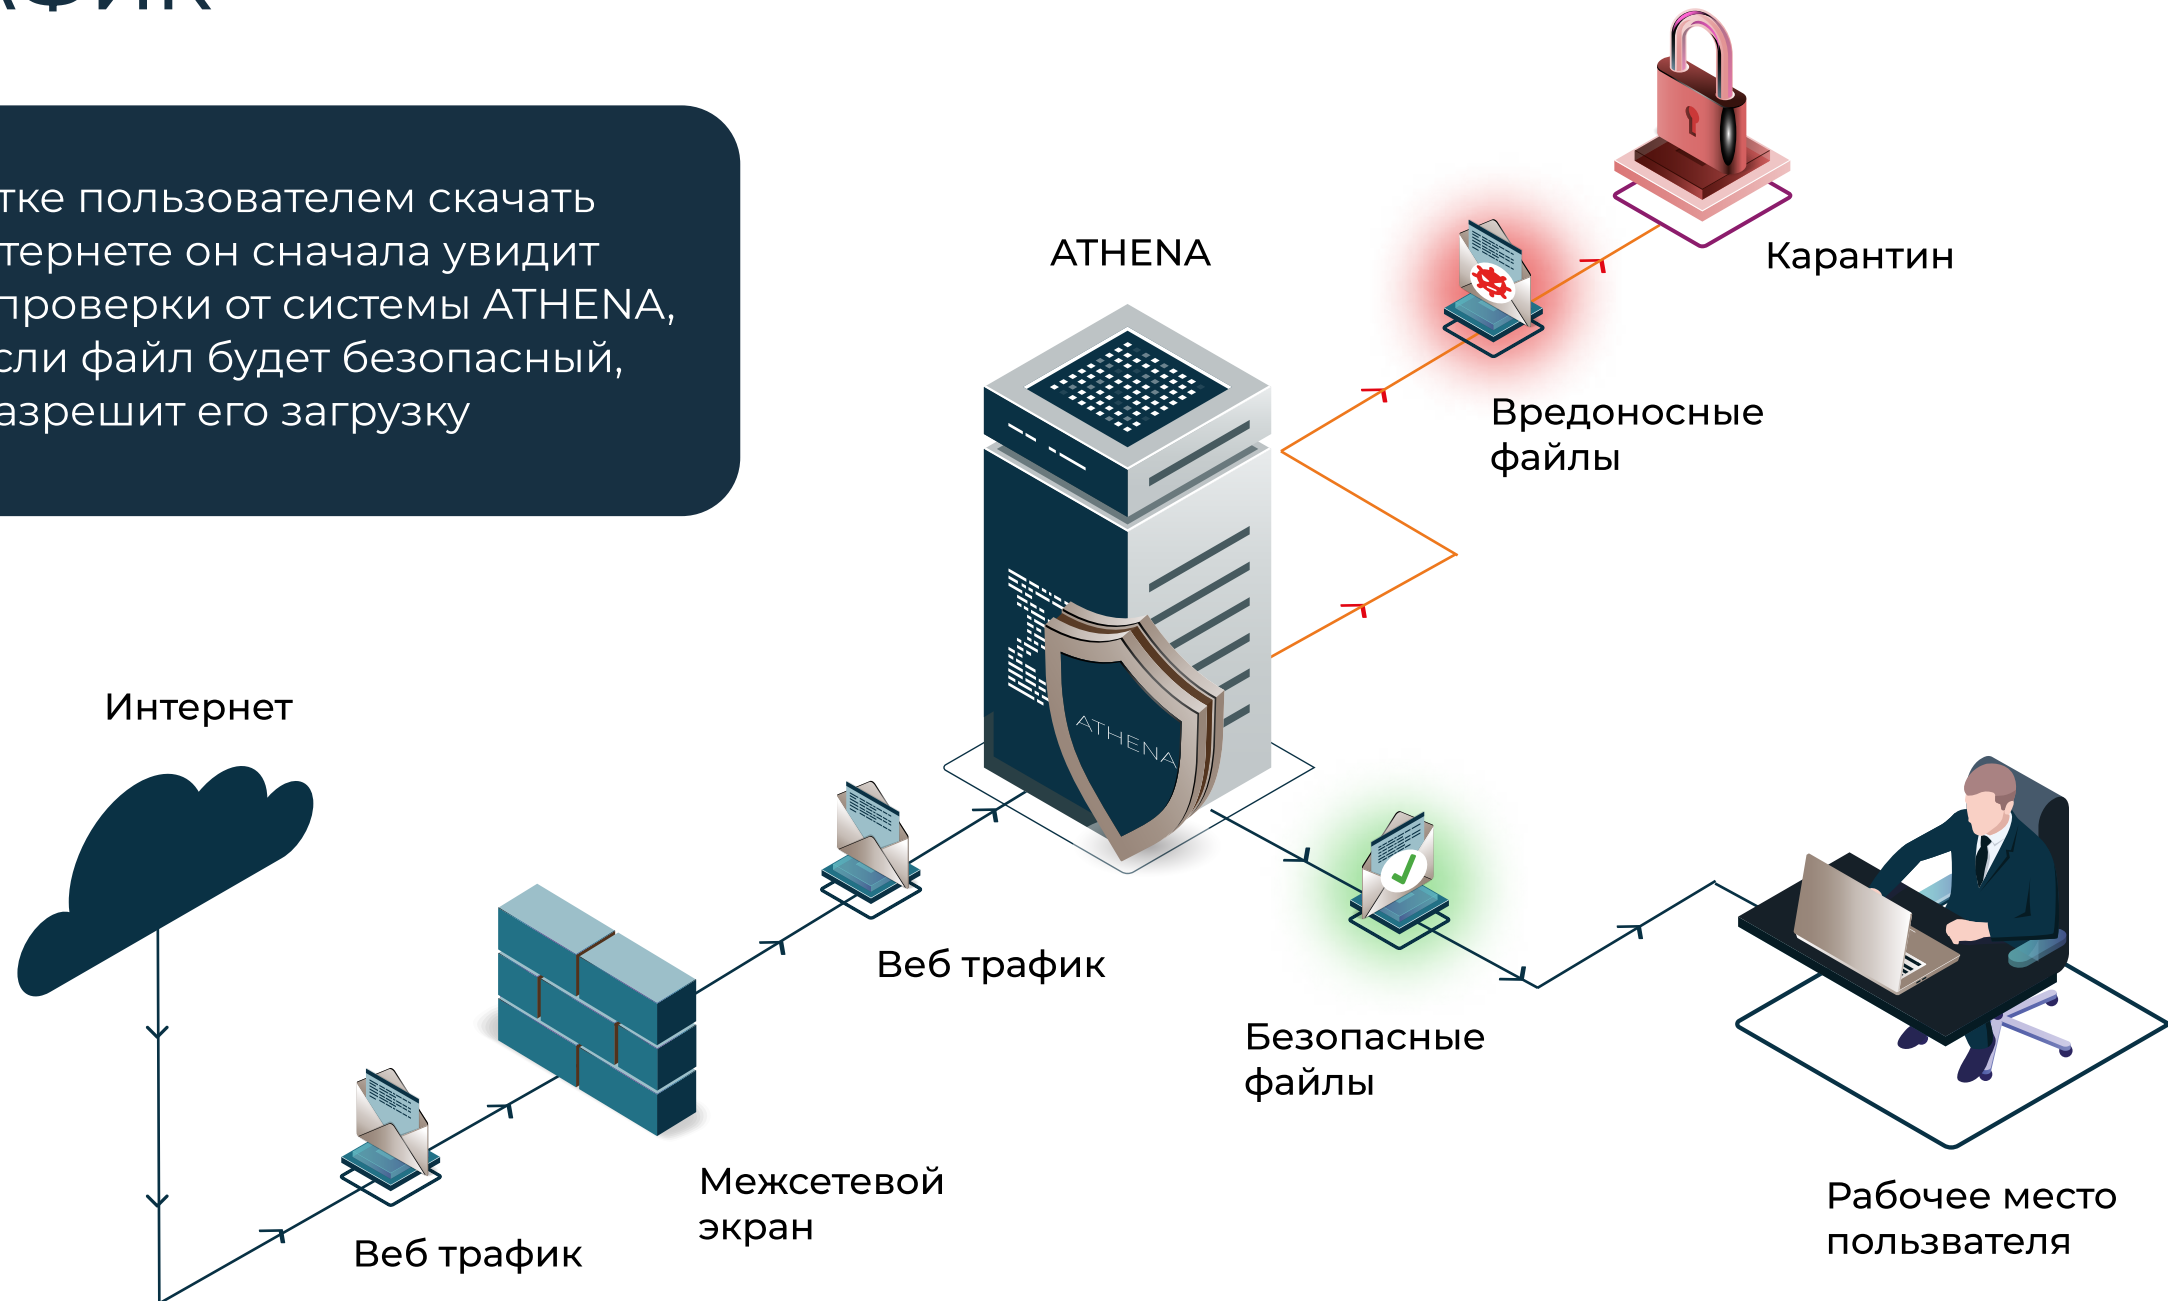 тке пользователем скачать
тернете он сначала увидит
проверки от системы ATHENA,
сли файл будет безопасный,
азрешит его загрузку
ATHENA
Карантин
Вредоносные
файлы
Интернет
ATHENA
Веб трафик
Безопасные
файлы
Межсетевой
экран
Веб трафик
Рабочее место
пользвателя